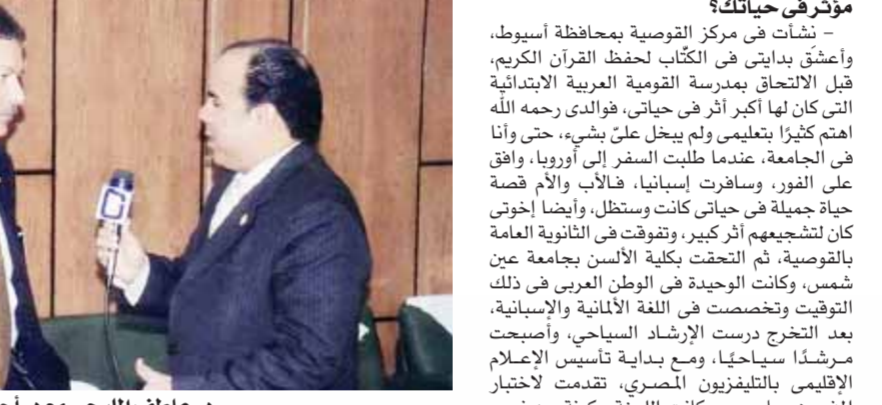 مؤثر فى حياتك؟
– نشأت فى مركز القوصية بمحافظة أسيوط،
وأعشق بدايتى فى الكتّاب لحفظ القرآن الكريم،
قبل الالتحاق بمدرسة القومية العربية الابتدائية
التى كان لها أكبر أثر فى حياتى، فوالدى رحمه الله
اهتم كثيرًا بتعليمى ولم يبخل علىّ بشيء، حتى وأنا
فى الجامعة، عندما طلبت السفر إلى أوروبا، وافق
على الفور، وسافرت إسبانيا، فالأب والأم قصة
حياة جميلة فى حياتى كانت وستظل، وأيضا إخوتى
كان لتشجيعهم أثر كبير، وتفوقت فى الثانوية العامة
بالقوصية، ثم التحقت بكلية الألسن بجامعة عين
شمس، وكانت الوحيدة فى الوطن العربى فى ذلك
التوقيت وتخصصت فى اللغة الألمانية والإسبانية،
بعد التخرج درست الإرشاد السياحي، وأصبحت
مرشدًا سياحيًا، ومع بداية تأسيس الإعلام
الإقليمى بالتليفزيون المصرى، تقدمت لاختبار